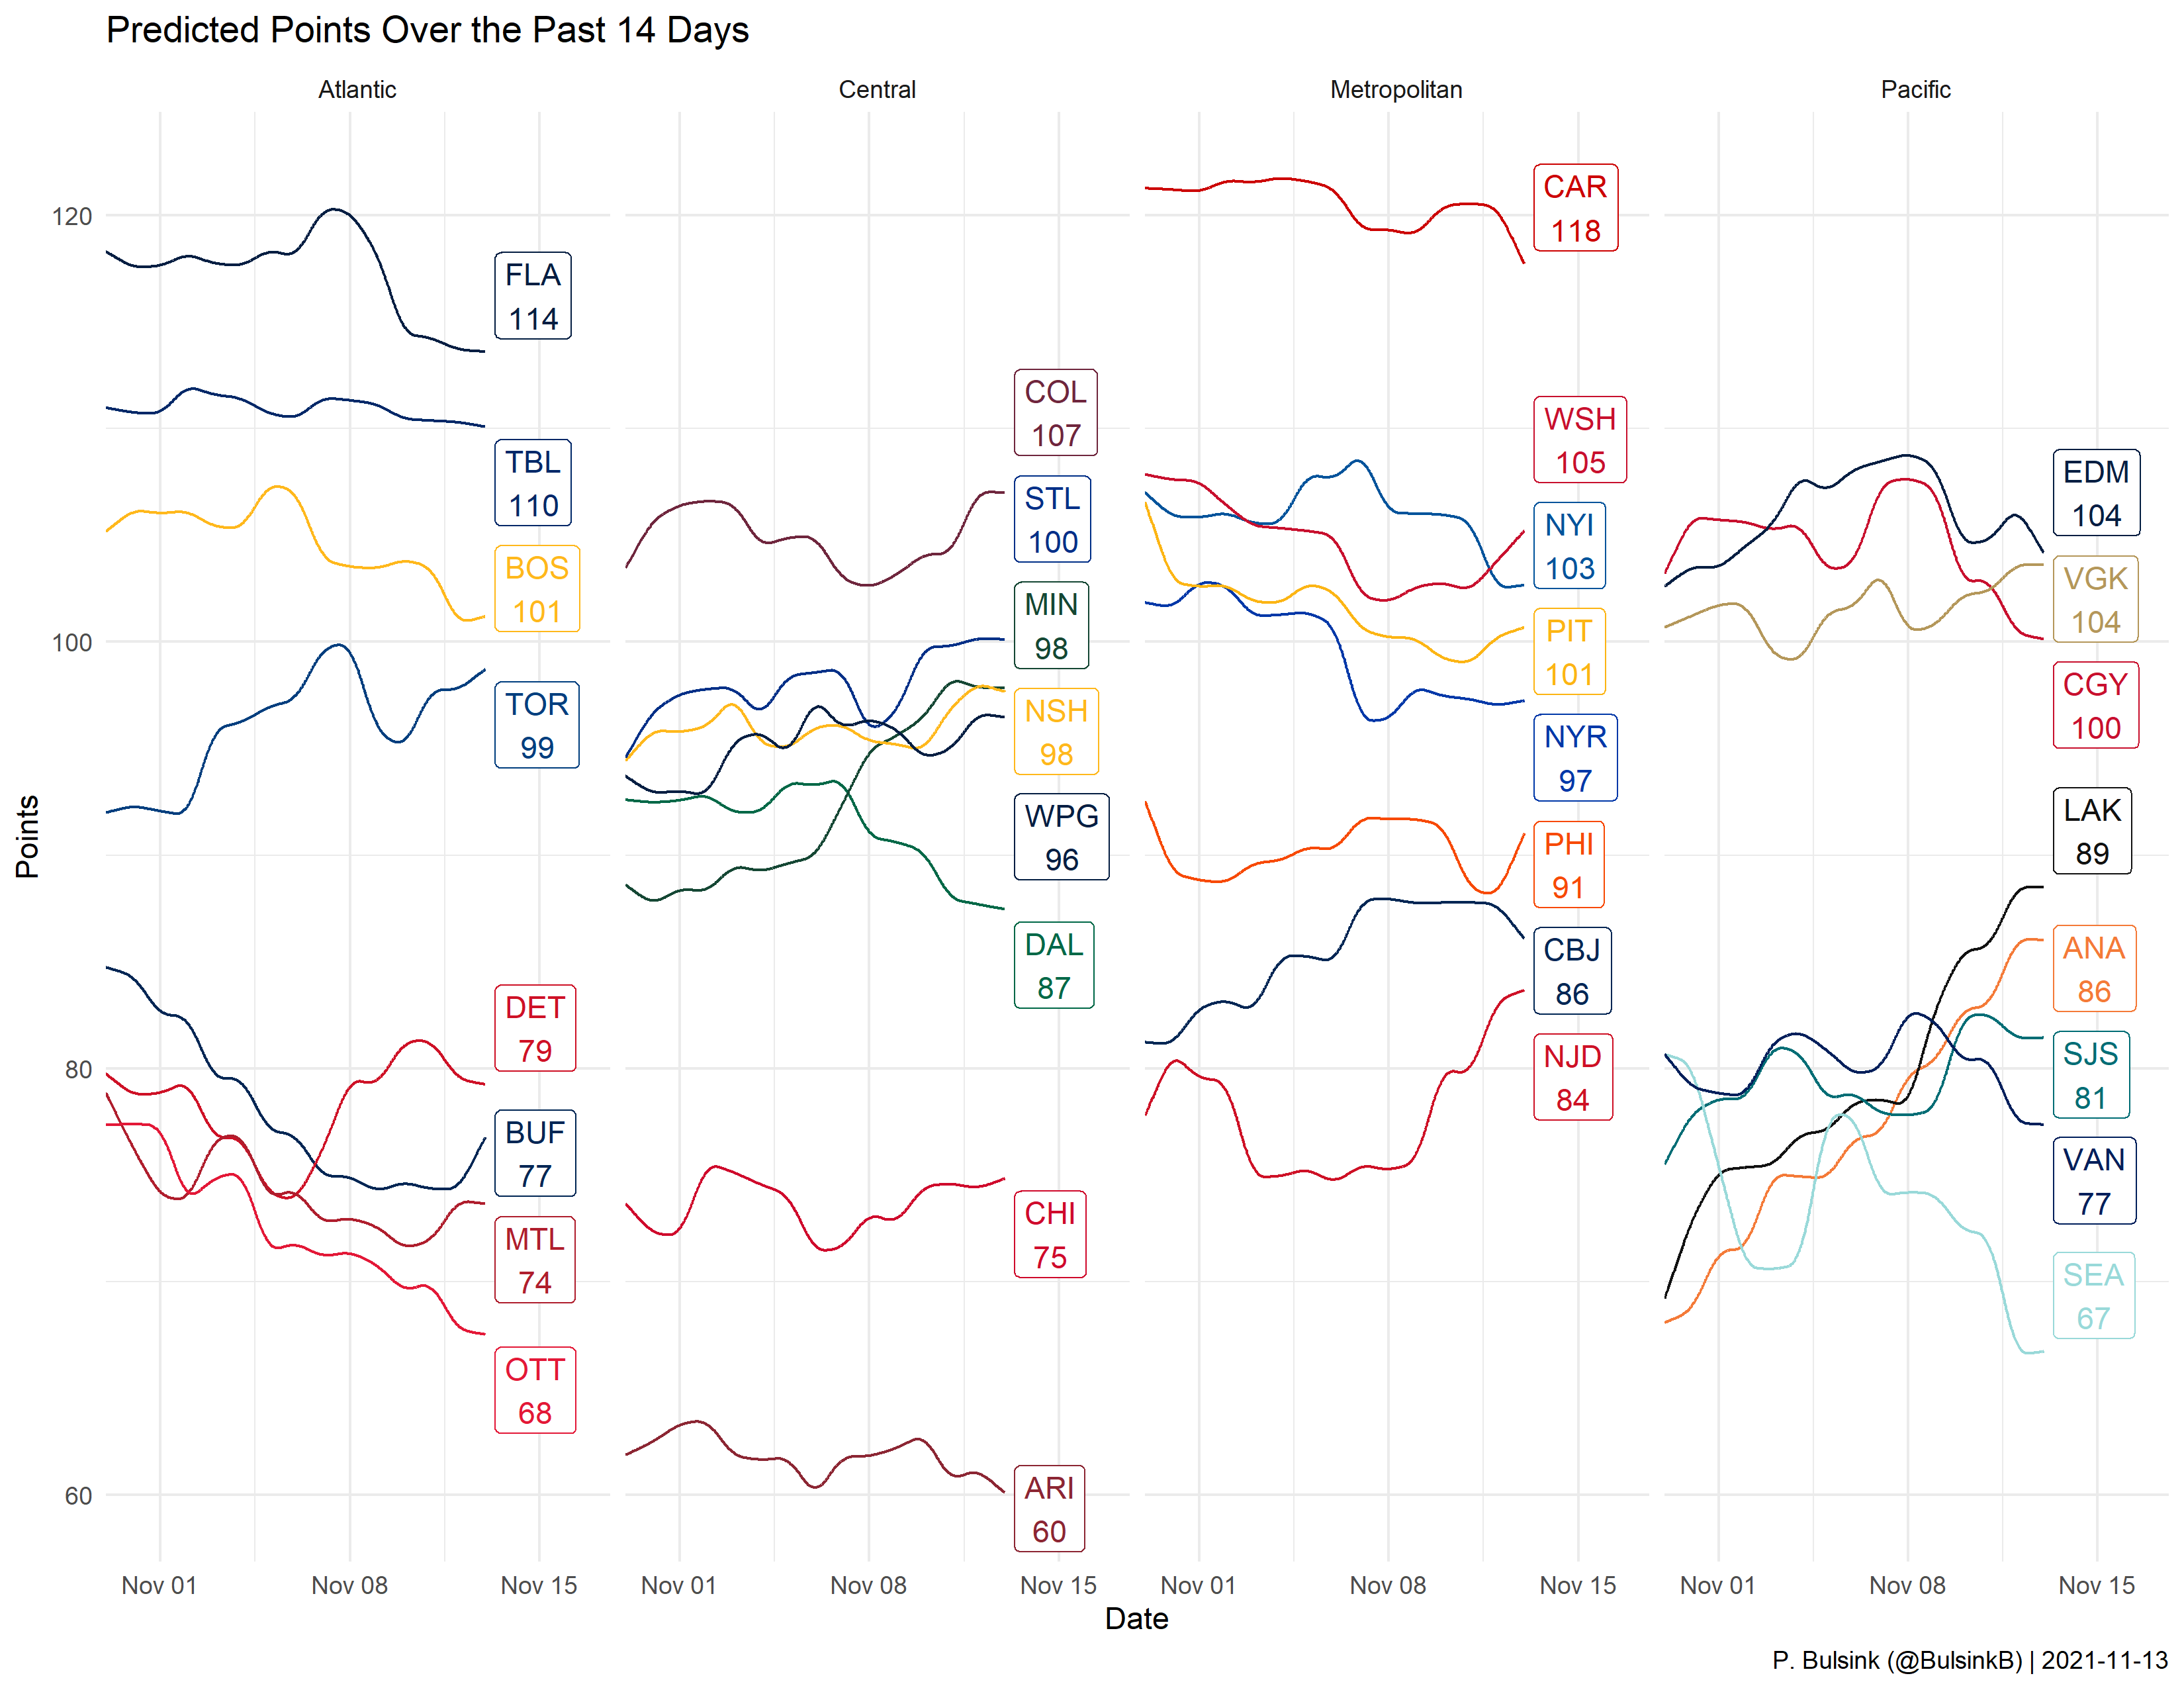 Predicted Points Over the Past 14 Days
Atlantic
Central
Metropolitan
Pacific
Points
120
100
80
60
FLA
114
TBL
110
BOS
101
TOR
99
DET
79
BUF
77
MTL
74
OTT
68
COL
107
STL
100
MIN
98
NSH
98
WPG
96
DAL
87
CHI
75
ARI
60
CAR
118
WSH
105
NYI
103
PIT
101
NYR
97
PHI
91
CBJ
86
NJD
84
EDM
104
VGK
104
CGY
100
LAK
89
ANA
86
SJS
81
VAN
77
SEA
67
Nov 01 Nov 08 Nov 15 Nov 01 Nov 08 Nov 15 Nov 01 Nov 08 Nov 15 Nov 01 Nov 08 Nov 15
Date
P. Bulsink (@BulsinkB) | 2021-11-13